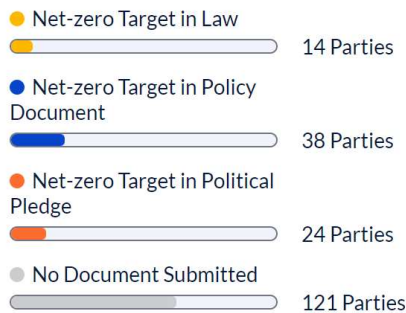 Net-zero Target in Law
14 Parties
Net-zero Target in Policy
Document
38 Parties
Net-zero Target in Political
Pledge
24 Parties
No Document Submitted
121 Parties